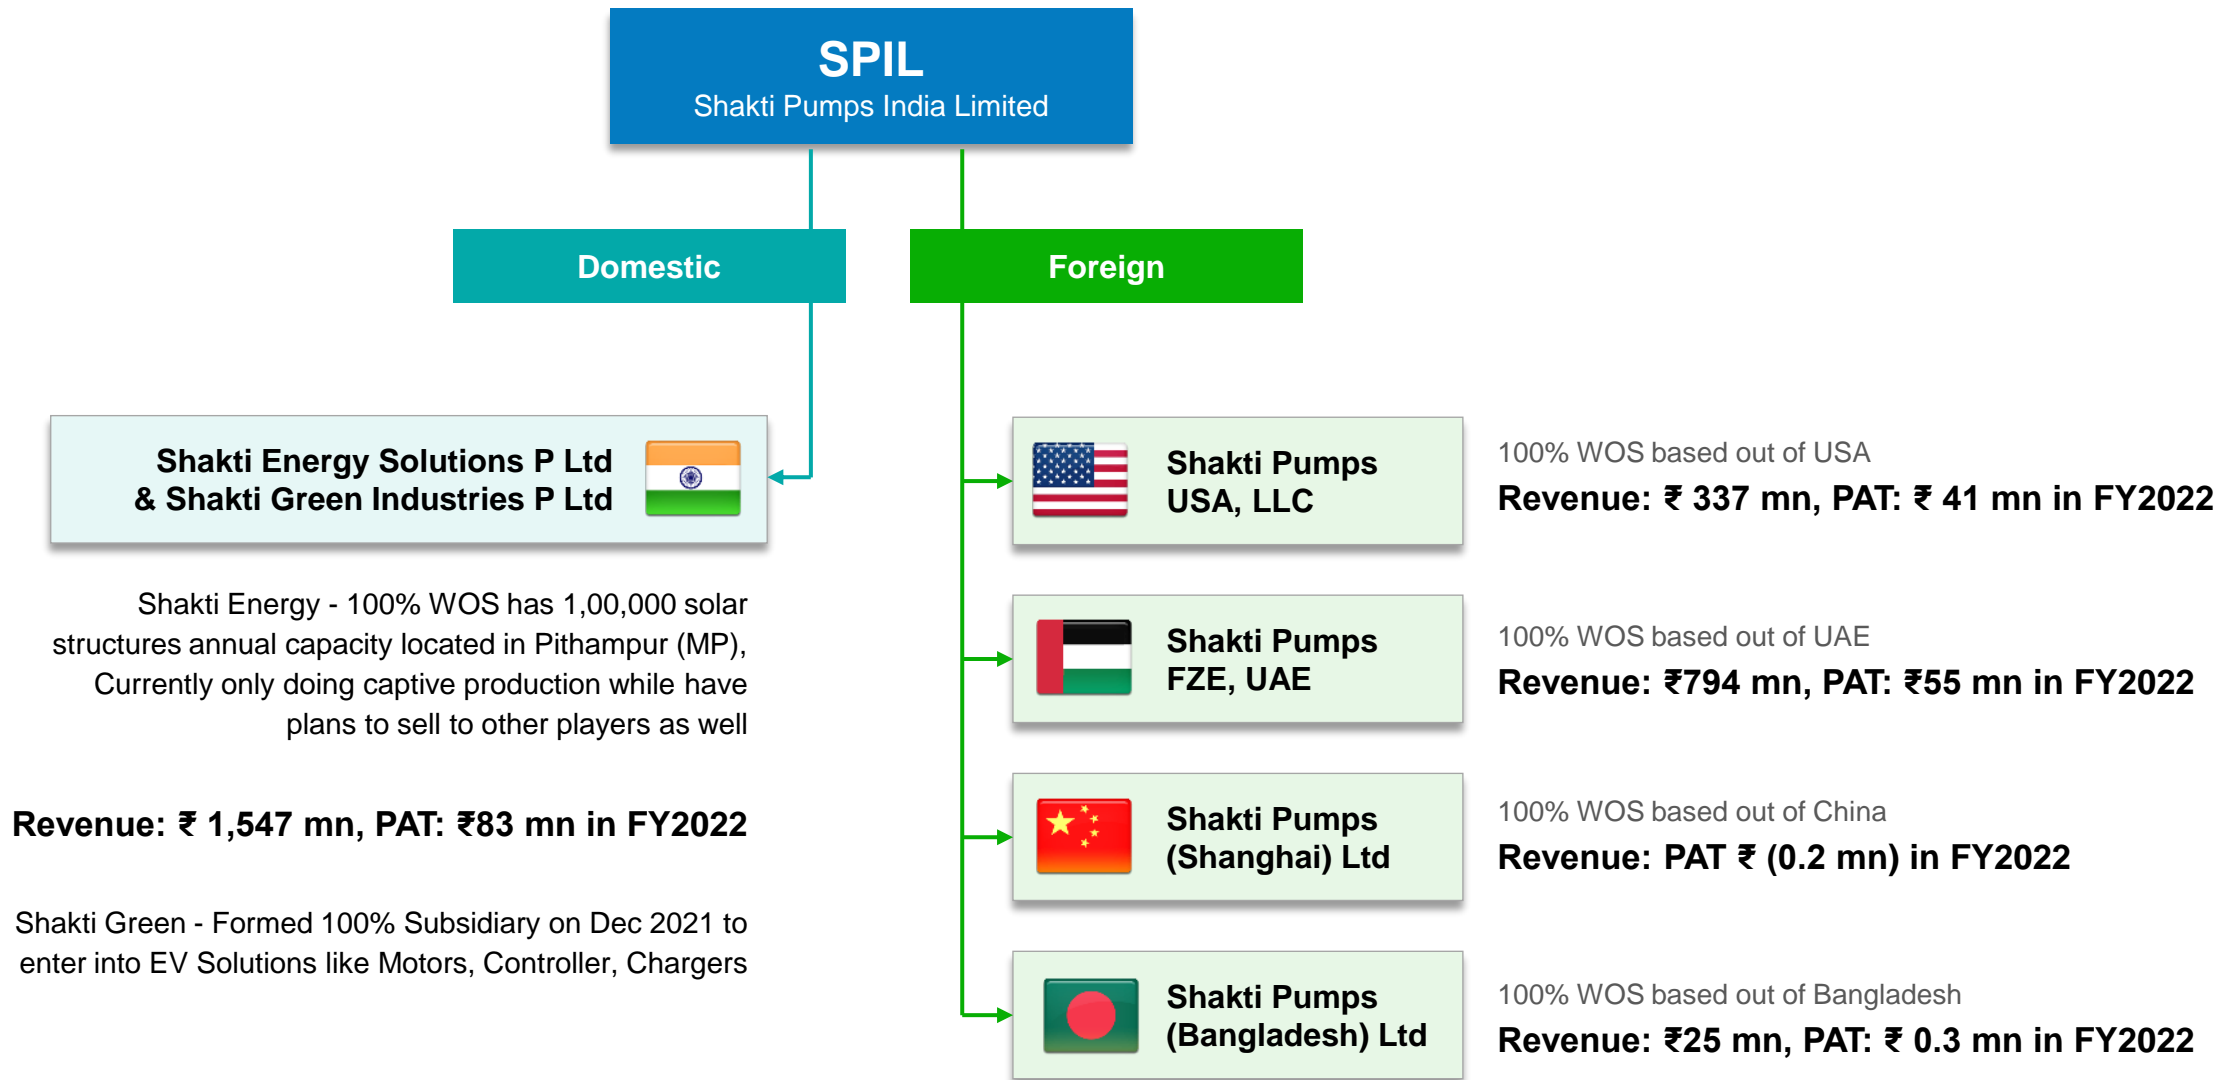 SPIL
Shakti Pumps India Limited
Domestic
Foreign
Shakti Energy Solutions P Ltd
& Shakti Green Industries P Ltd
Shakti Energy - 100% WOS has 1,00,000 solar
structures annual capacity located in Pithampur (MP),
Currently only doing captive production while have
plans to sell to other players as well
Revenue: ₹ 1,547 mn, PAT: ₹83 mn in FY2022
Shakti Green - Formed 100% Subsidiary on Dec 2021 to
enter into EV Solutions like Motors, Controller, Chargers
Shakti Pumps
USA, LLC
100% WOS based out of USA
Revenue: ₹ 337 mn, PAT: ₹ 41 mn in FY2022
Shakti Pumps
FZE, UAE
100% WOS based out of UAE
Revenue: ₹794 mn, PAT: ₹55 mn in FY2022
Shakti Pumps
(Shanghai) Ltd
100% WOS based out of China
Revenue: PAT ₹ (0.2 mn) in FY2022
Shakti Pumps
(Bangladesh) Ltd
100% WOS based out of Bangladesh
Revenue: ₹25 mn, PAT: ₹ 0.3 mn in FY2022